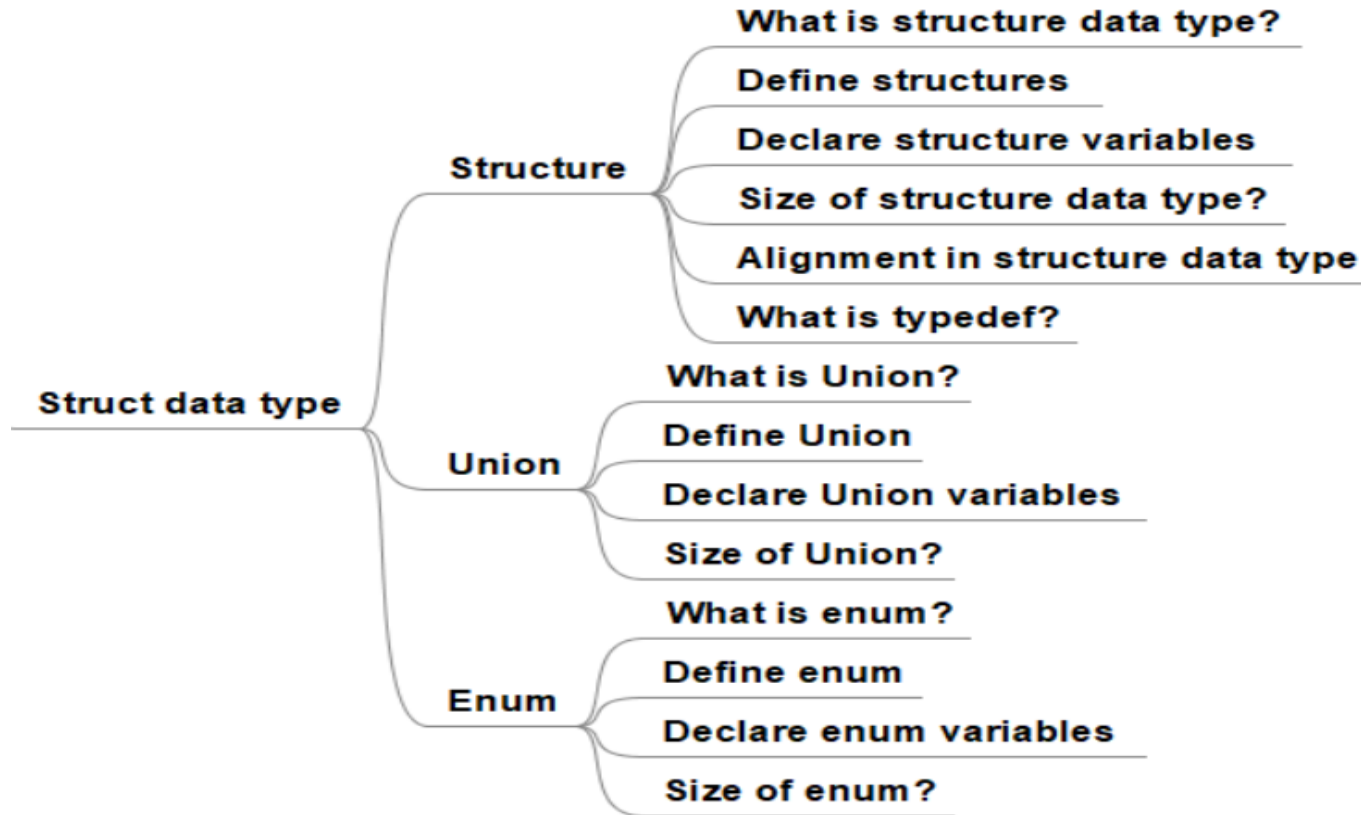 What is structure data type?
Define structures
Declare structure variables
Structure
Size of structure data type?
Alignment in structure data type
What is typedef?
What is Union?
Struct data type
Define Union
Union
Declare Union variables
Size of Union?
What is enum?
Define enum
Enum
Declare enum variables
Size of enum?